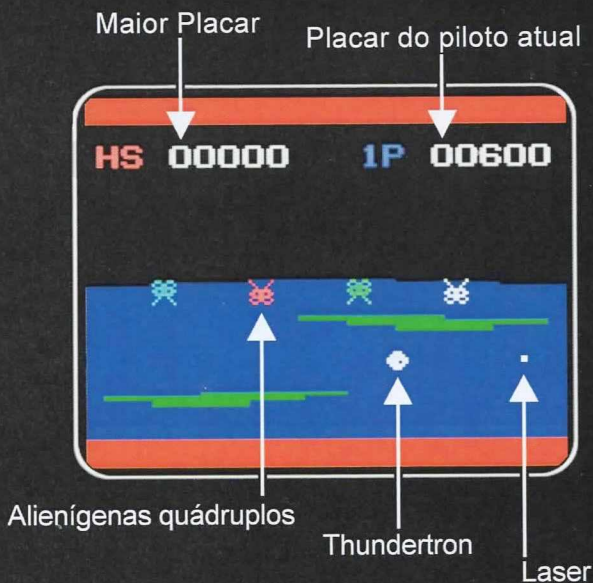 Maior Placar
Placar do piloto atual
HS 00000 1P 00600
Alienígenas quádruplos
Thundertron
Laser